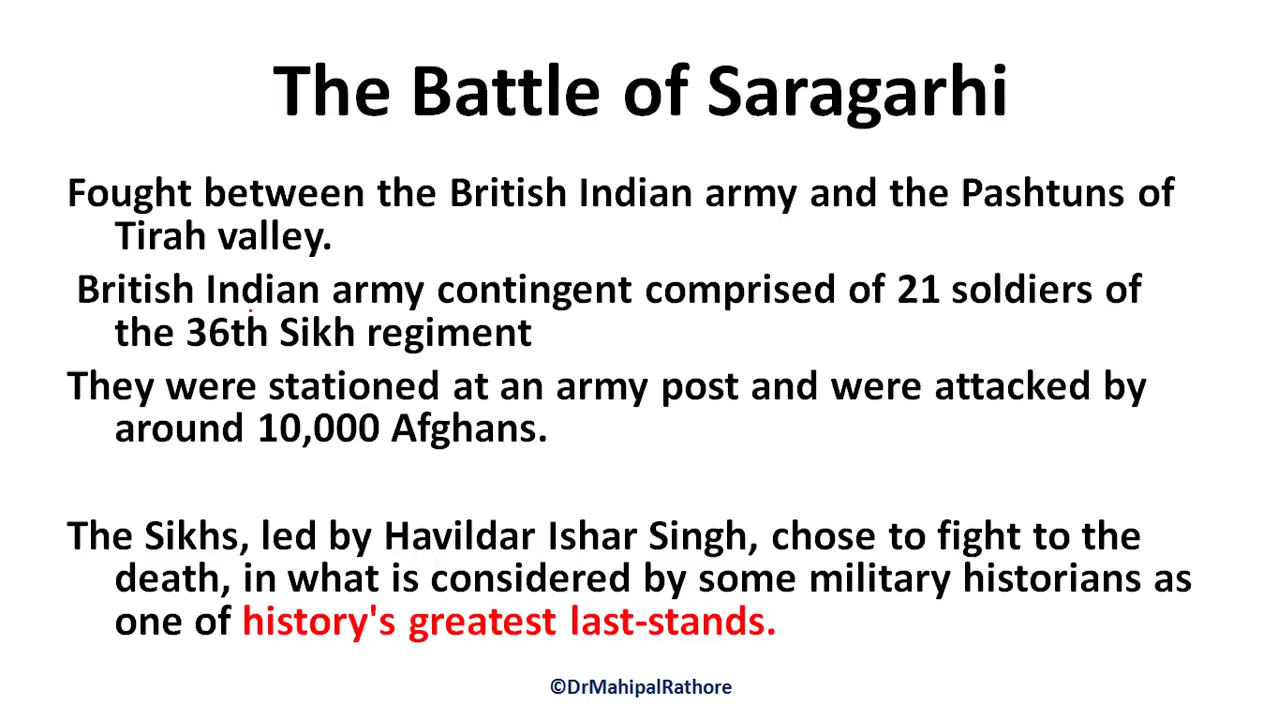 The Battle of Saragarhi
Fought between the British Indian army and the Pashtuns of
Tirah valley.
British Indian army contingent comprised of 21 soldiers of
the 36th Sikh regiment
They were stationed at an army post and were attacked by
around 10,000 Afghans.
The Sikhs, led by Havildar Ishar Singh, chose to fight to the
death, in what is considered by some military historians as
one of history's greatest last-stands.
©DrMahipalRathore